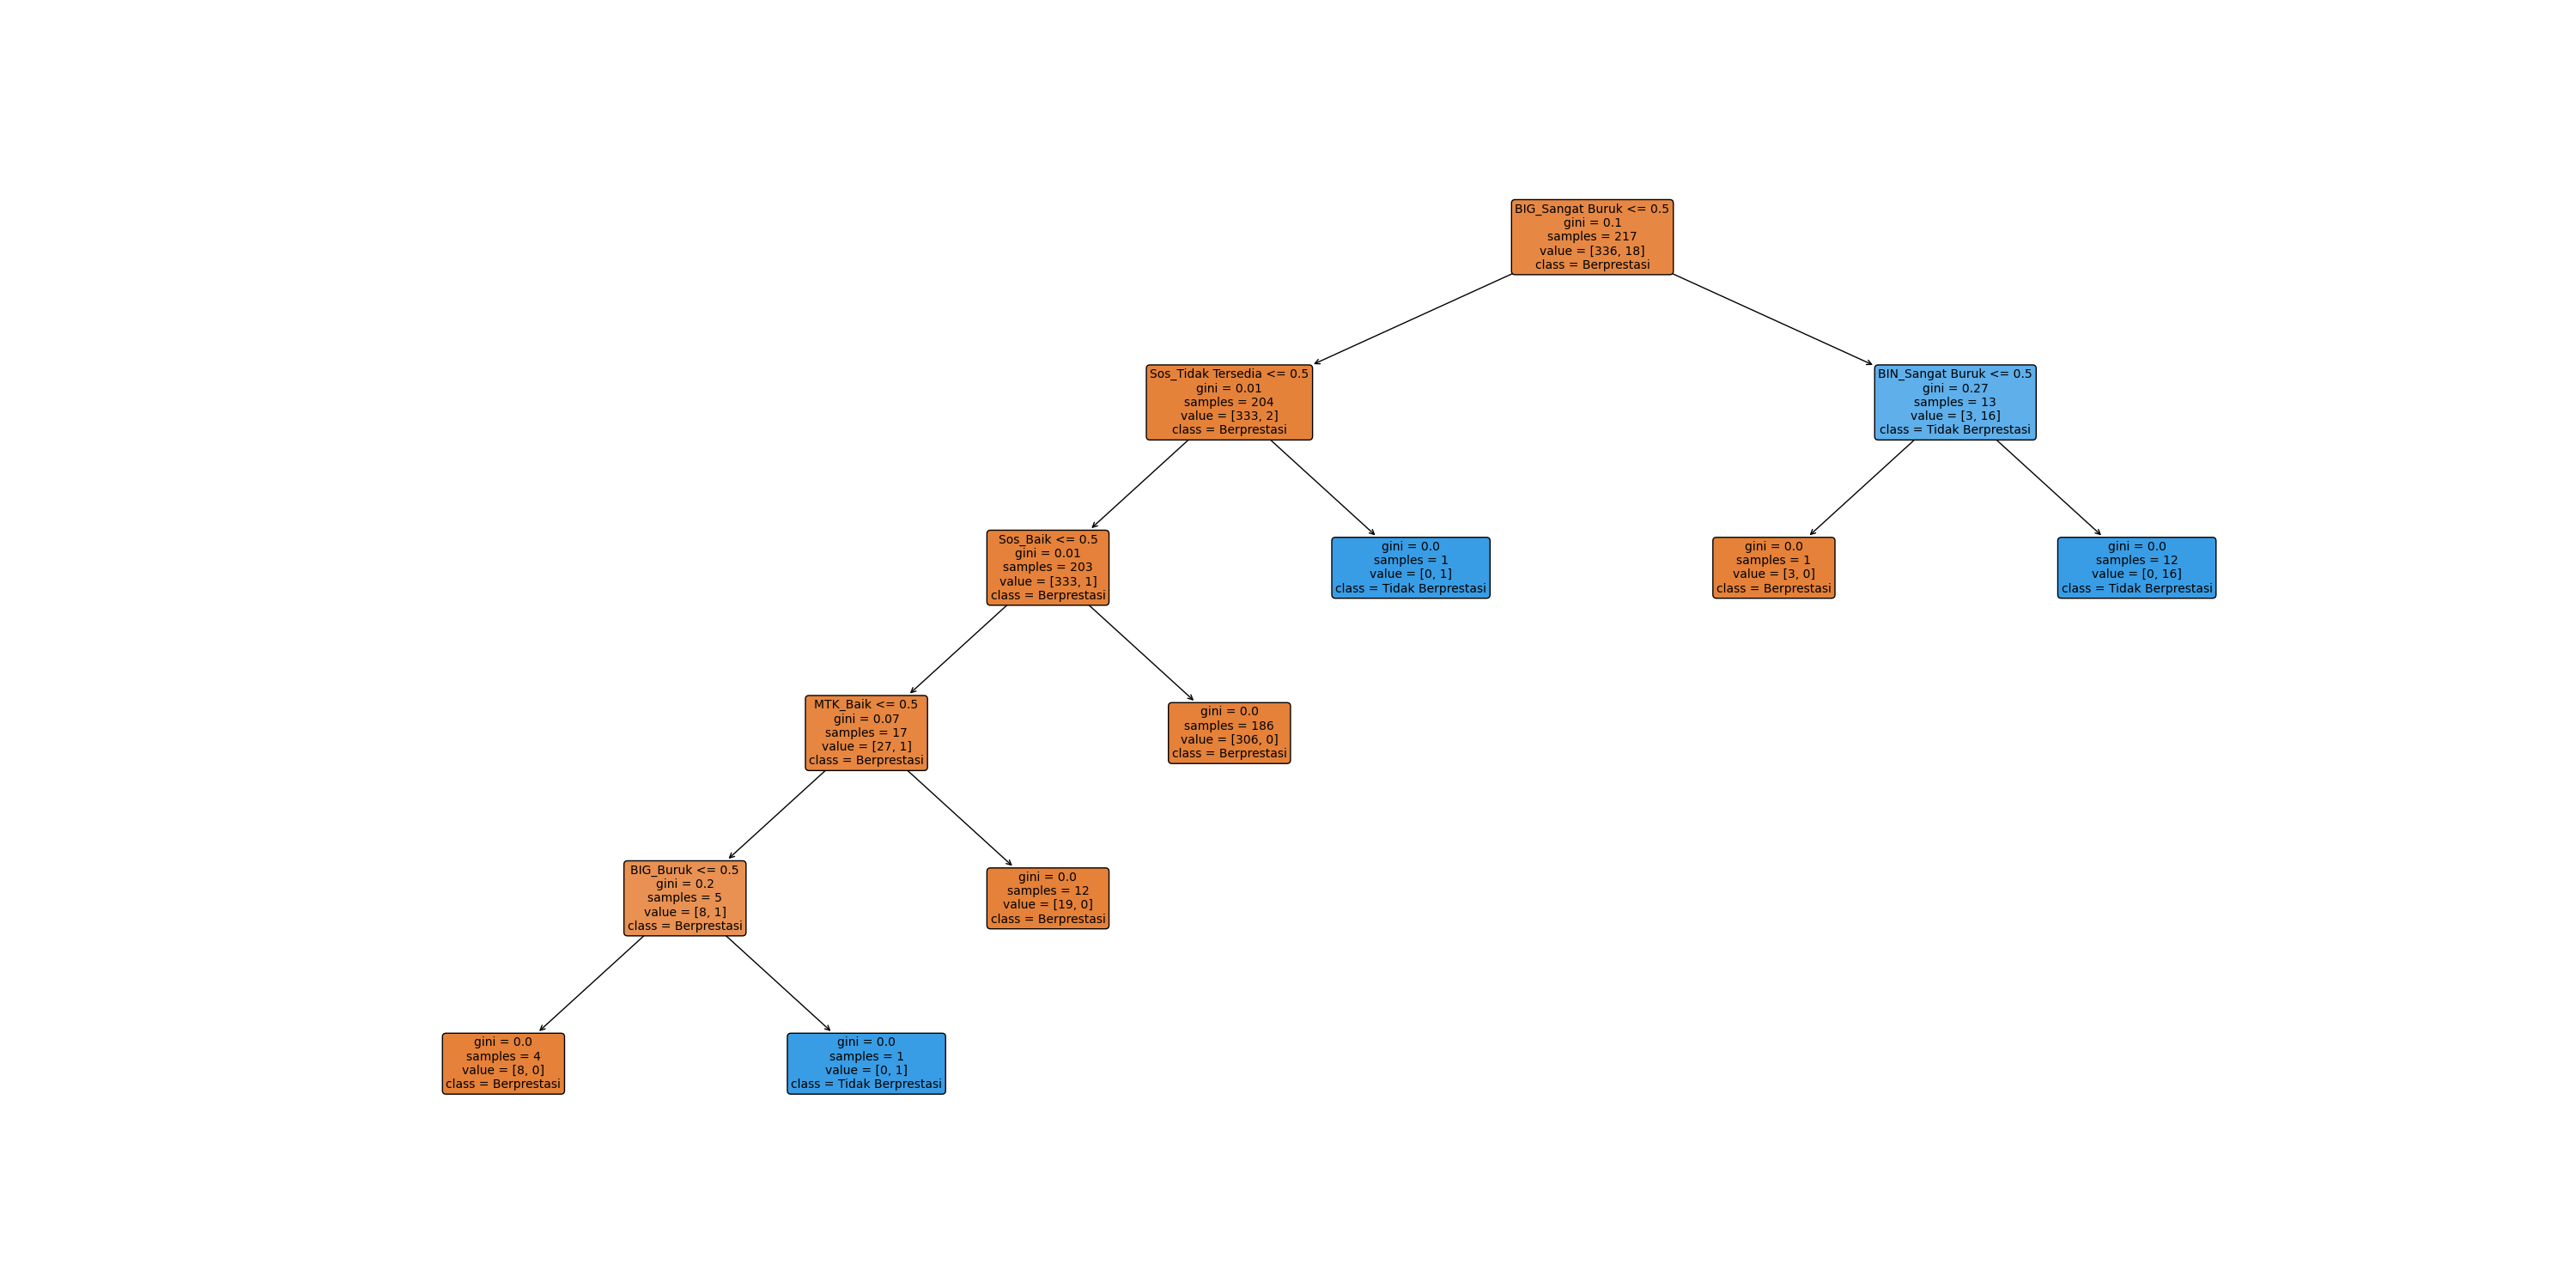 BIG_Sangat Buruk <= 0.5
gini = 0.1
samples = 217
value = [336, 18]
class = Berprestasi
Sos_Tidak Tersedia <= 0.5
gini = 0.01
samples = 204
value = [333, 2]
class = Berprestasi
BIN_Sangat Buruk <= 0.5
gini = 0.27
samples = 13
value = [3, 16]
class = Tidak Berprestasi
Sos_Baik <= 0.5
gini = 0.01
samples = 203
value = [333, 1]
class = Berprestasi
gini = 0.0
samples = 1
value = [0, 1]
class = Tidak Berprestasi
gini = 0.0
samples = 1
value = [3, 0]
class = Berprestasi
gini = 0.0
samples = 12
value = [0, 16]
class = Tidak Berprestasi
MTK_Baik <= 0.5
gini = 0.07
samples = 17
value = [27, 1]
class = Berprestasi
gini = 0.0
samples = 186
value = [306, 0]
class = Berprestasi
BIG_Buruk <= 0.5
gini = 0.2
samples = 5
value = [8, 1]
class = Berprestasi
gini = 0.0
samples = 12
value = [19, 0]
class = Berprestasi
gini = 0.0
samples = 4
value = [8, 0]
class = Berprestasi
gini = 0.0
samples = 1
value = [0, 1]
class = Tidak Berprestasi